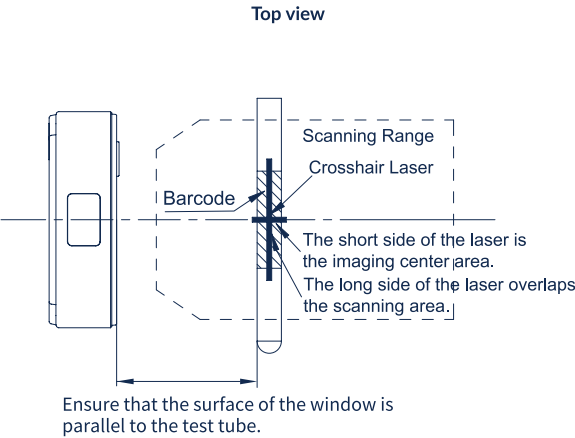 Top view
Scanning Range
Crosshair Laser
Barcode
The short side of the laser is
the imaging center area.
The long side of the laser overlaps
the scanning area.
Ensure that the surface of the window is
parallel to the test tube.